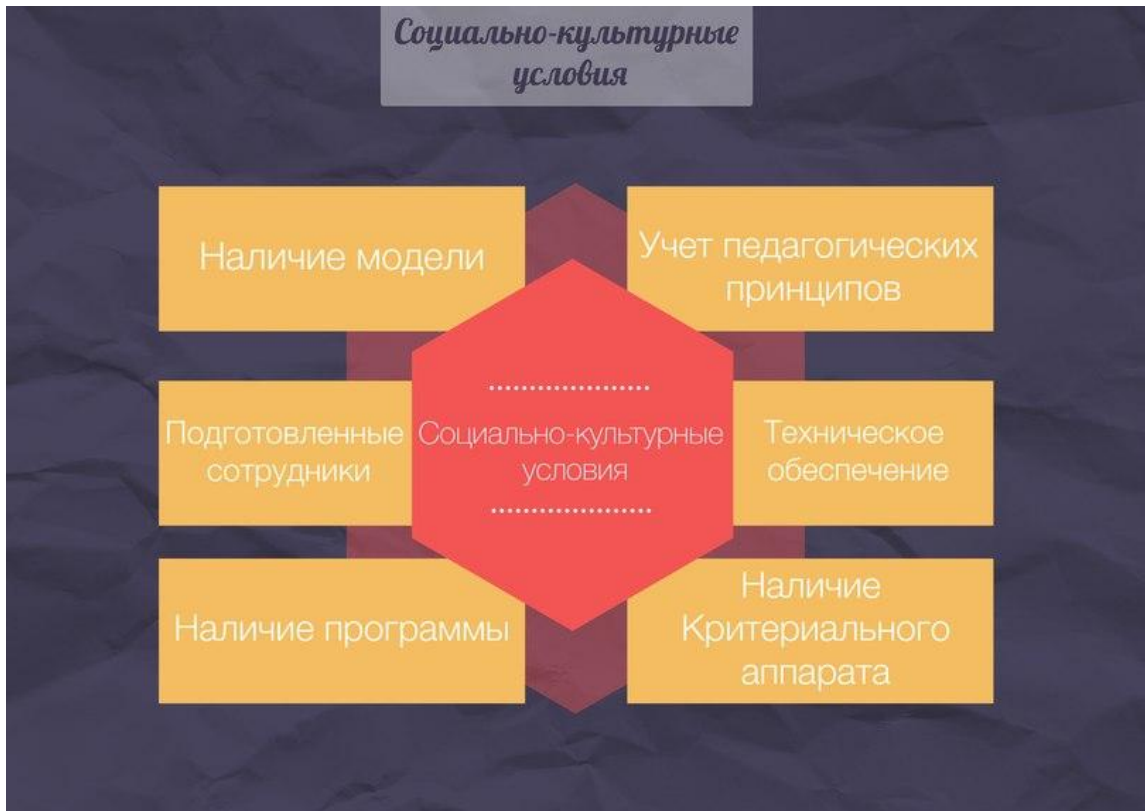 Социально-культурные
условия
Наличие модели
Учет педагогических
принципов
Подготовленные
сотрудники
Социально-культурные
условия
Техническое
обеспечение
Наличие программы
Наличие
Критериального
аппарата